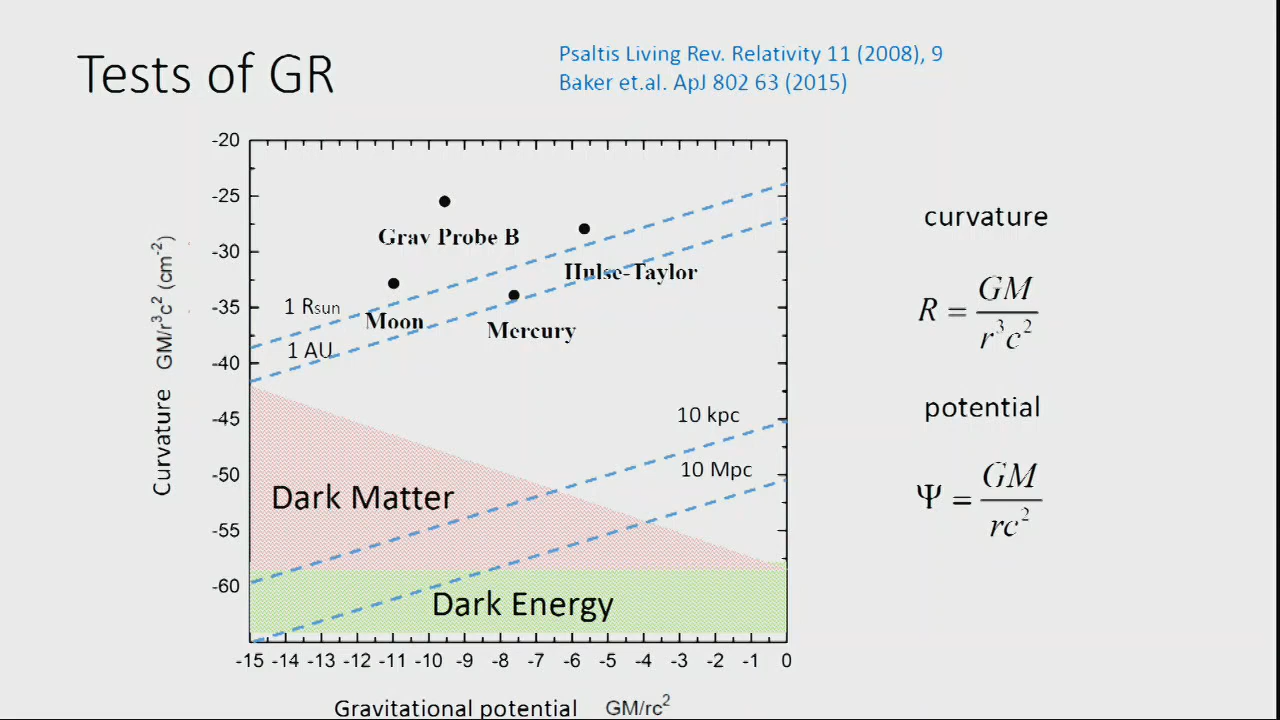 Tests of GR
Psaltis Living Rev. Relativity 11 (2008), 9
Baker et.al. ApJ 802 63 (2015)
-20
-25
-30
-35
-40
-45
-50
-55
-60
Curvature GM/r³c² (cm⁻²)
Grav Probe B
Hulse-Taylor
1 Rsun
Moon
Mercury
1 AU
10 kpc
10 Mpc
Dark Matter
Dark Energy
-15 -14 -13 -12 -11 -10 -9 -8 -7 -6 -5 -4 -3 -2 -1 0
Gravitational potential GM/rc²
curvature
R = GM / r³c²
potential
Ψ = GM / rc²